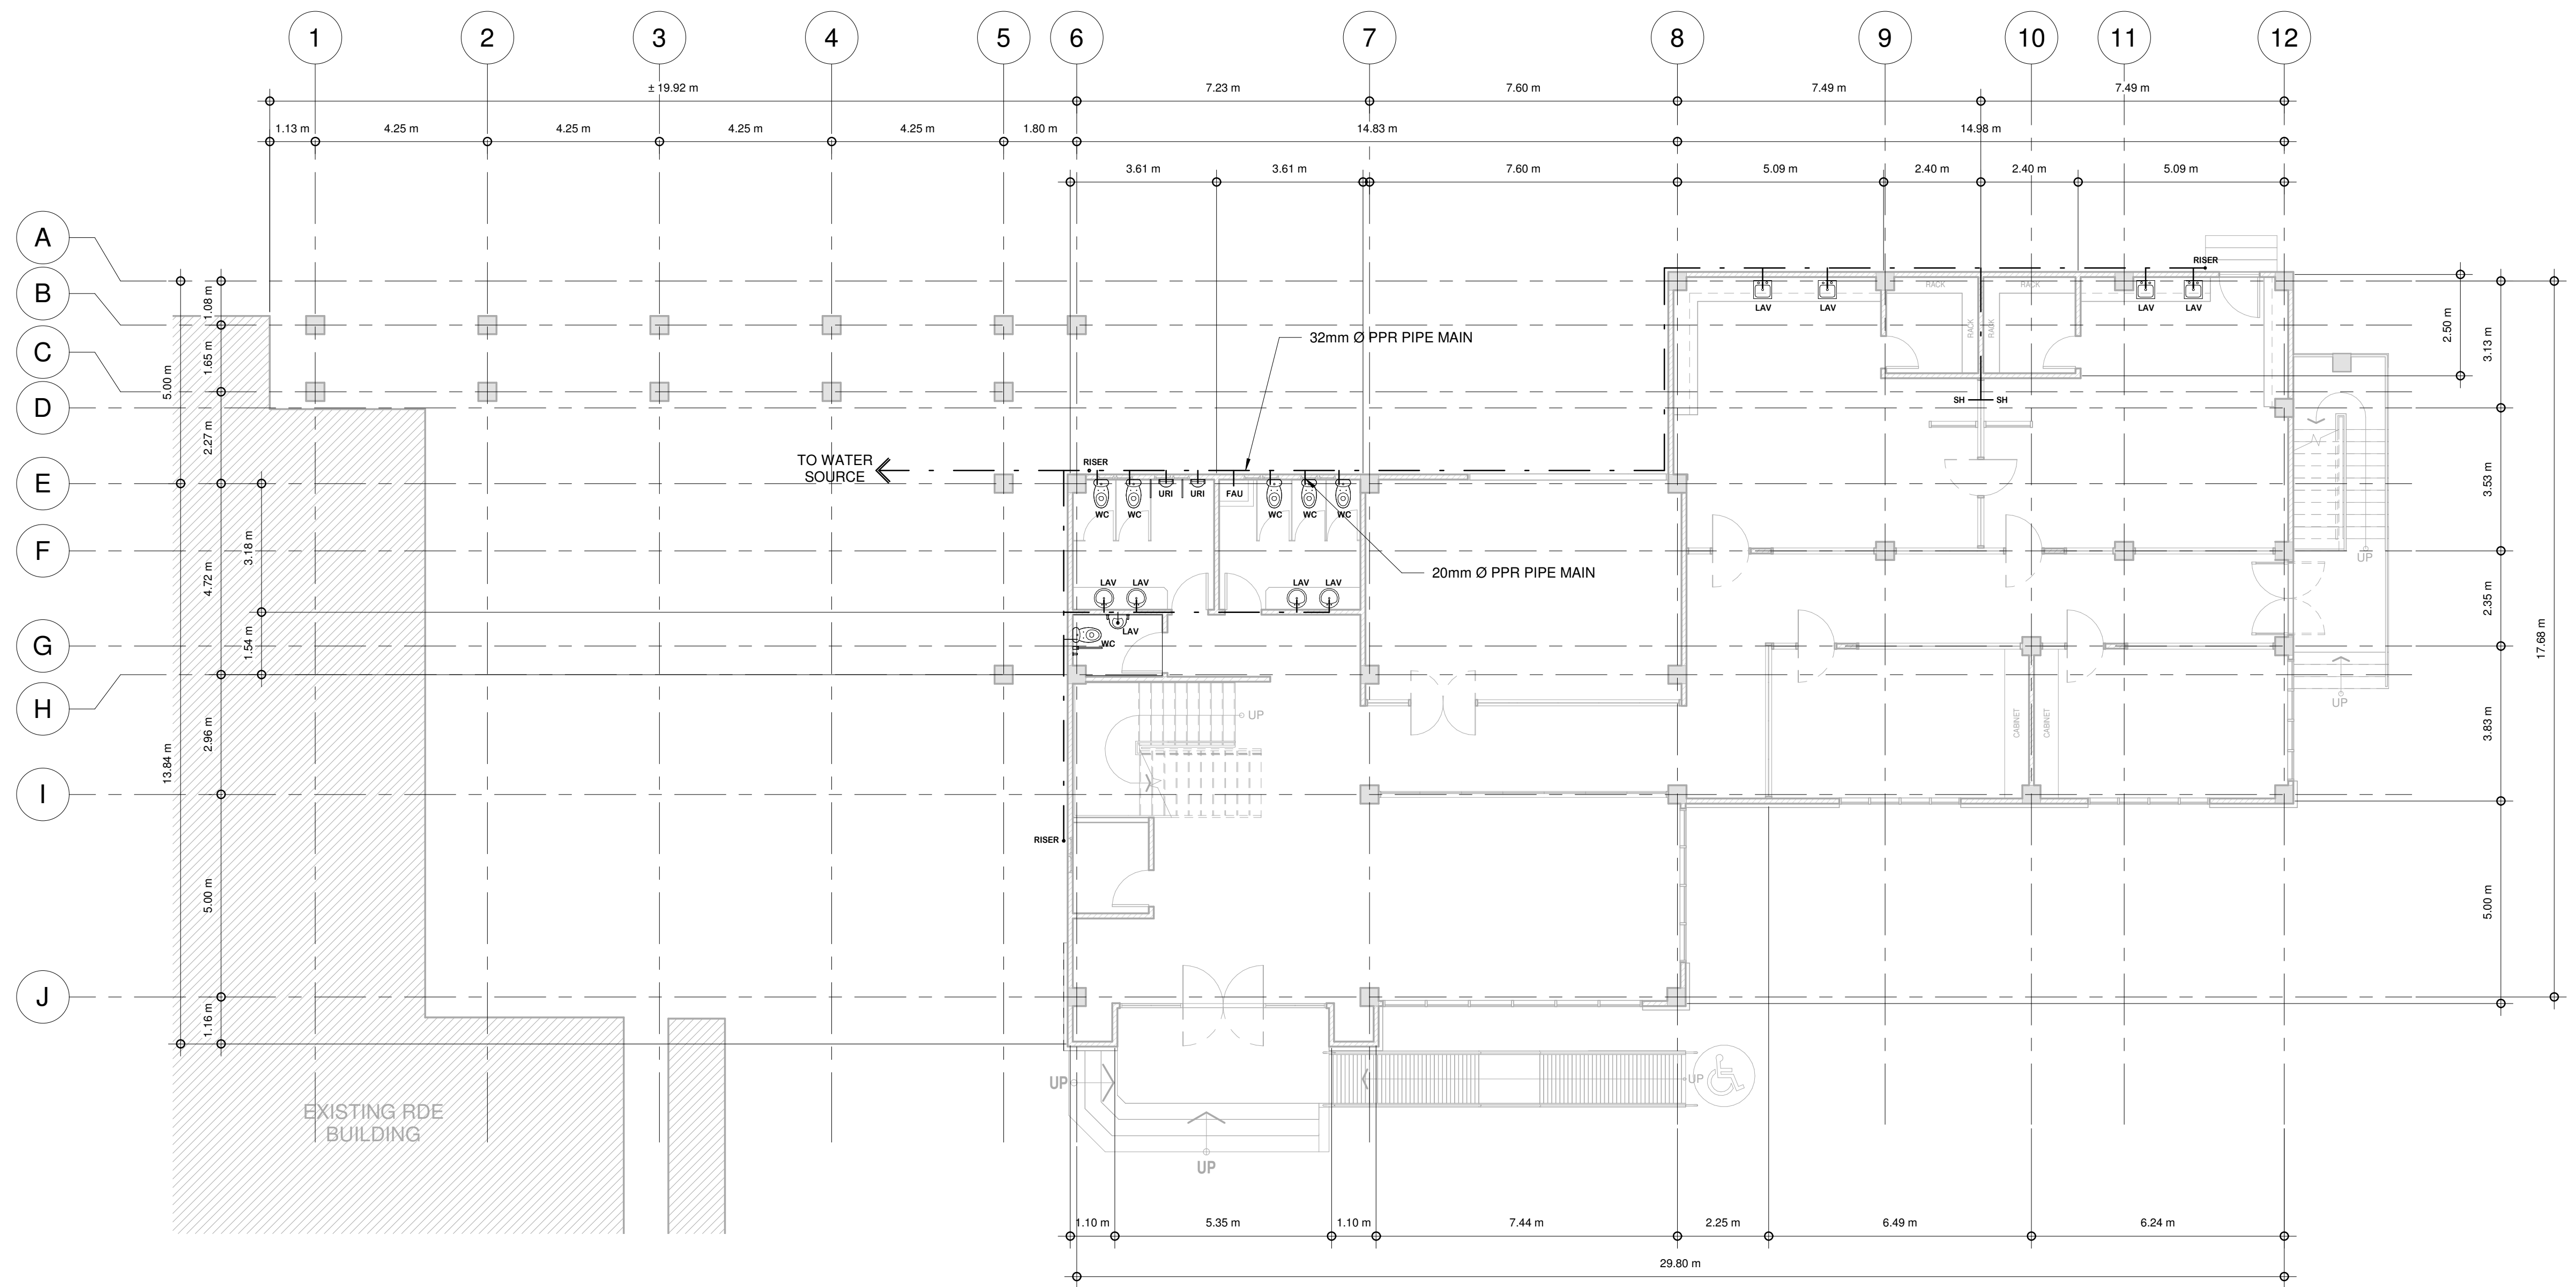 1
2
3
4
5
6
7
8
9
10
11
12
± 19.92 m
7.23 m
7.60 m
7.49 m
7.49 m
1.13 m
4.25 m
4.25 m
4.25 m
4.25 m
1.80 m
14.83 m
14.98 m
3.61 m
3.61 m
7.60 m
5.09 m
2.40 m
2.40 m
5.09 m
A
B
C
D
E
F
G
H
I
J
5.00 m
13.84 m
1.08 m
1.65 m
2.27 m
4.72 m
2.96 m
5.00 m
1.16 m
3.18 m
1.54 m
RISER
RACK
RACK
RACK
RACK
LAV
LAV
LAV
LAV
2.50 m
3.13 m
3.53 m
2.35 m
3.83 m
5.00 m
17.68 m
32mm Ø PPR PIPE MAIN
SH
SH
TO WATER
SOURCE
RISER
WC
WC
URI
URI
FAU
WC
WC
WC
20mm Ø PPR PIPE MAIN
LAV
LAV
LAV
LAV
LAV
WC
UP
UP
UP
CABINET
CABINET
RISER
UP
UP
UP
EXISTING RDE
BUILDING
1.10 m
5.35 m
1.10 m
7.44 m
2.25 m
6.49 m
6.24 m
29.80 m